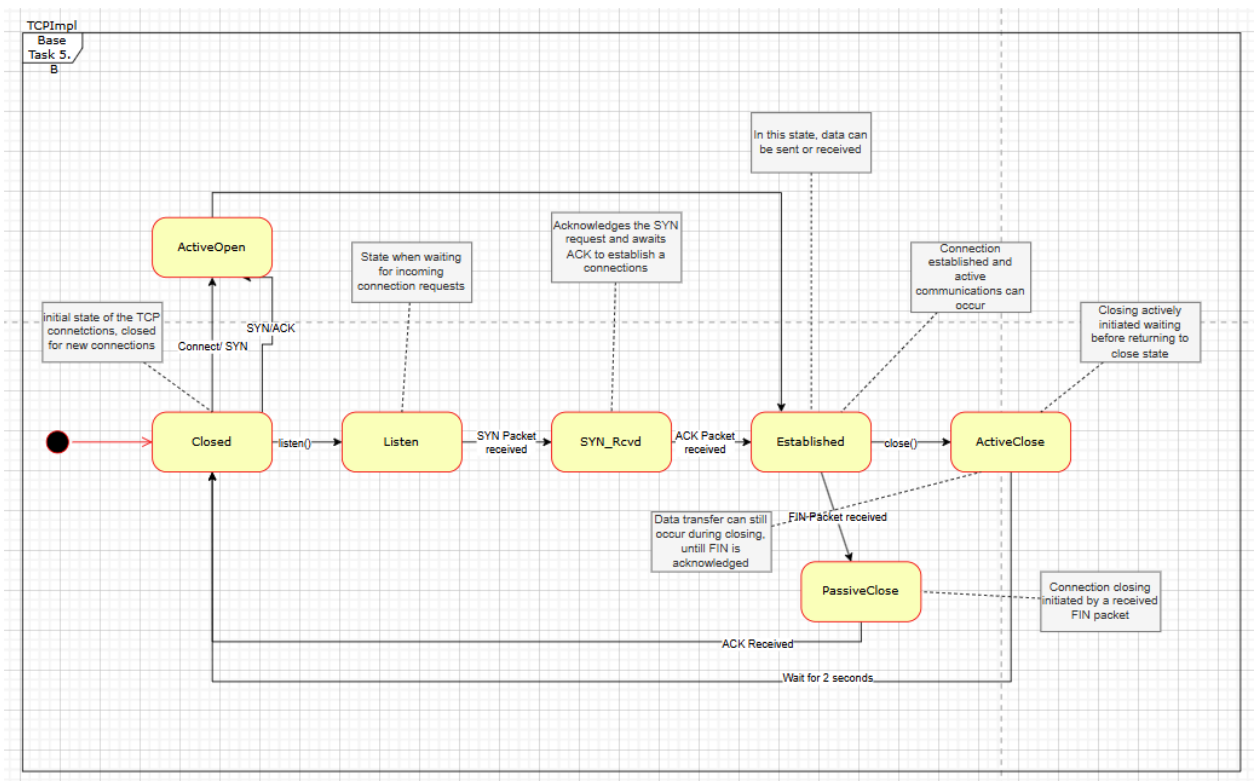 TCPImpl
Base
Task 5.
B
In this state, data can
be sent or received
Acknowledges the SYN
request and awaits
ACK to establish a
connections
ActiveOpen
State when waiting
for incoming
connection requests
Connection
established and
active
communications can
occur
initial state of the TCP
connetctions, closed
for new connections
SYN/ACK
Connect/ SYN
Closing actively
initiated waiting
before returning to
close state
Closed
listen()
Listen
SYN Packet
received
SYN_Rcvd
ACK Packet
received
Established
close()
ActiveClose
Data transfer can still
occur during closing,
untill FIN is
acknowledged
FIN Packet received
PassiveClose
Connection closing
initiated by a received
FIN packet
ACK Received
Wait for 2 seconds